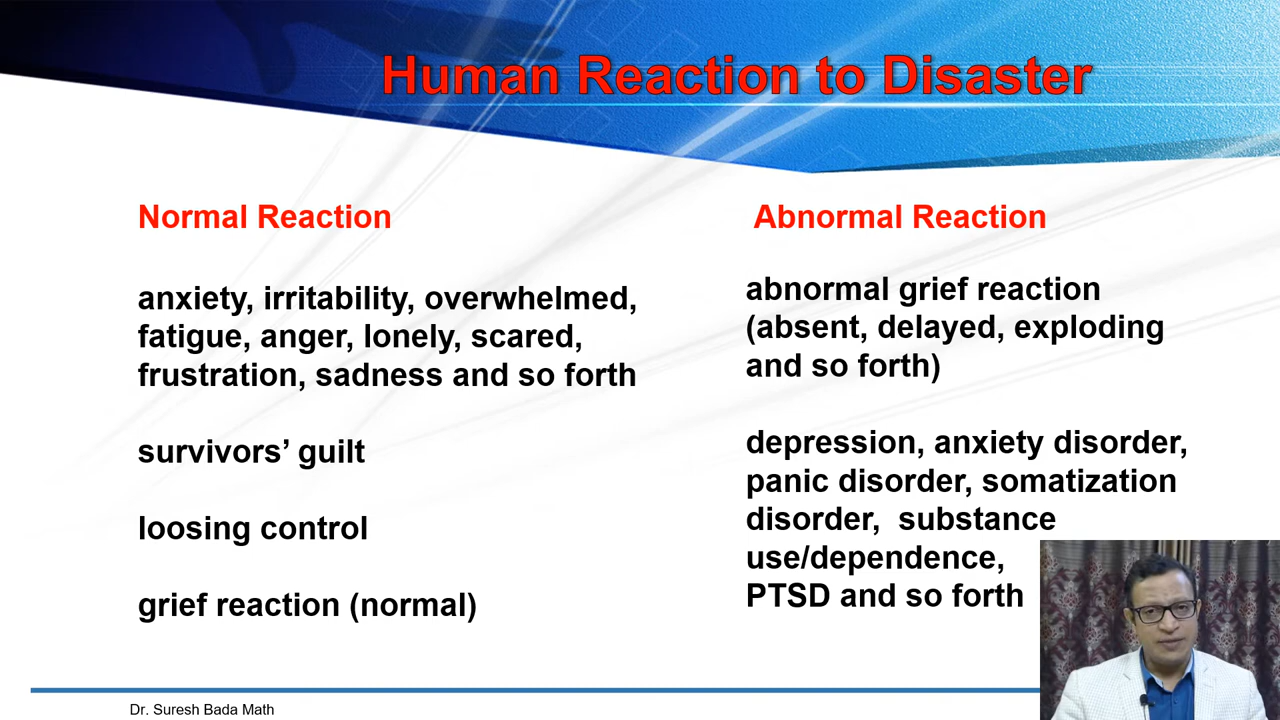 Human Reaction to Disaster
Normal Reaction
anxiety, irritability, overwhelmed,
fatigue, anger, lonely, scared,
frustration, sadness and so forth
survivors’ guilt
loosing control
grief reaction (normal)
Abnormal Reaction
abnormal grief reaction
(absent, delayed, exploding
and so forth)
depression, anxiety disorder,
panic disorder, somatization
disorder,  substance
use/dependence,
PTSD and so forth
Dr. Suresh Bada Math